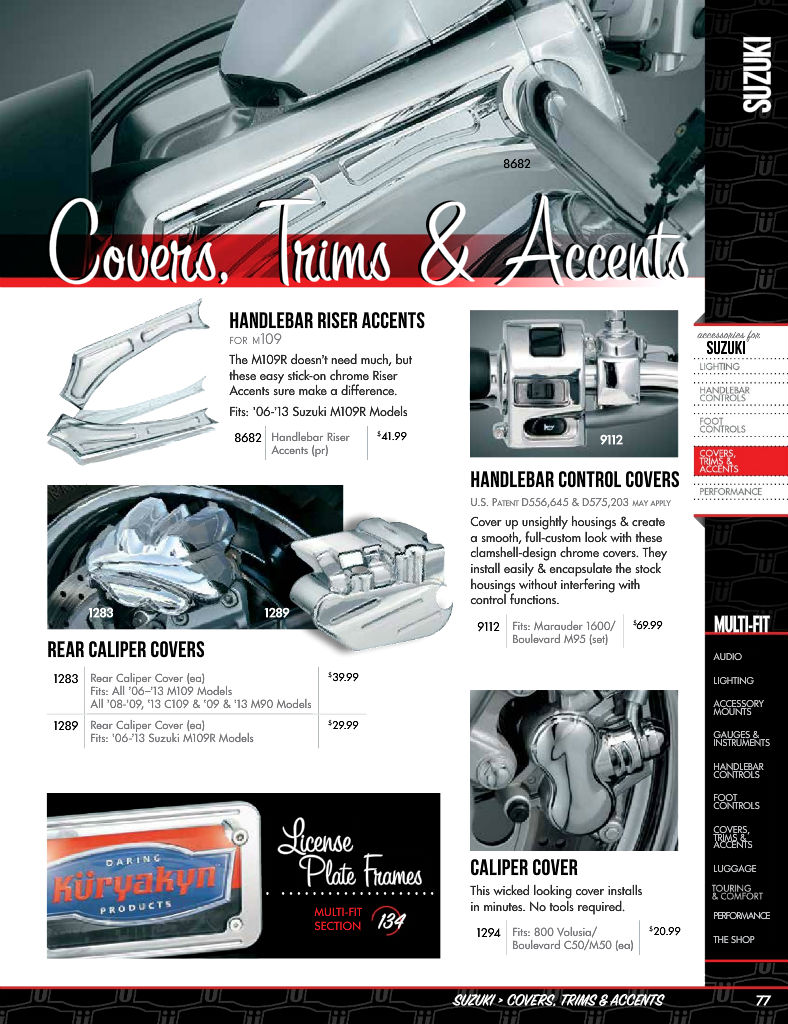 SUZUKI
8682
Covers, Trims & Accents
HANDLEBAR RISER ACCENTS
FOR M109
The M109R doesn't need much, but
these easy stick-on chrome Riser
Accents sure make a difference.
Fits: '06-'13 Suzuki M109R Models
8682 Handlebar Riser $41.99
Accents (pr)
1283
1289
REAR CALIPER COVERS
1283 Rear Caliper Cover (ea) $39.99
Fits: All '06–'13 M109 Models
All '08-'09, '13 C109 & '09 & '13 M90 Models
1289 Rear Caliper Cover (ea) $29.99
Fits: '06-'13 Suzuki M109R Models
DARING
Küryakyn
PRODUCTS
License
Plate Frames
MULTI-FIT
SECTION
134
9112
HANDLEBAR CONTROL COVERS
U.S. PATENT D556,645 & D575,203 MAY APPLY
Cover up unsightly housings & create
a smooth, full-custom look with these
clamshell-design chrome covers. They
install easily & encapsulate the stock
housings without interfering with
control functions.
9112 Fits: Marauder 1600/ $69.99
Boulevard M95 (set)
CALIPER COVER
This wicked looking cover installs
in minutes. No tools required.
1294 Fits: 800 Volusia/ $20.99
Boulevard C50/M50 (ea)
accessories for
SUZUKI
LIGHTING
HANDLEBAR
CONTROLS
FOOT
CONTROLS
COVERS,
TRIMS &
ACCENTS
PERFORMANCE
MULTI-FIT
AUDIO
LIGHTING
ACCESSORY
MOUNTS
GAUGES &
INSTRUMENTS
HANDLEBAR
CONTROLS
FOOT
CONTROLS
COVERS,
TRIMS &
ACCENTS
LUGGAGE
TOURING
& COMFORT
PERFORMANCE
THE SHOP
SUZUKI > COVERS, TRIMS & ACCENTS
77